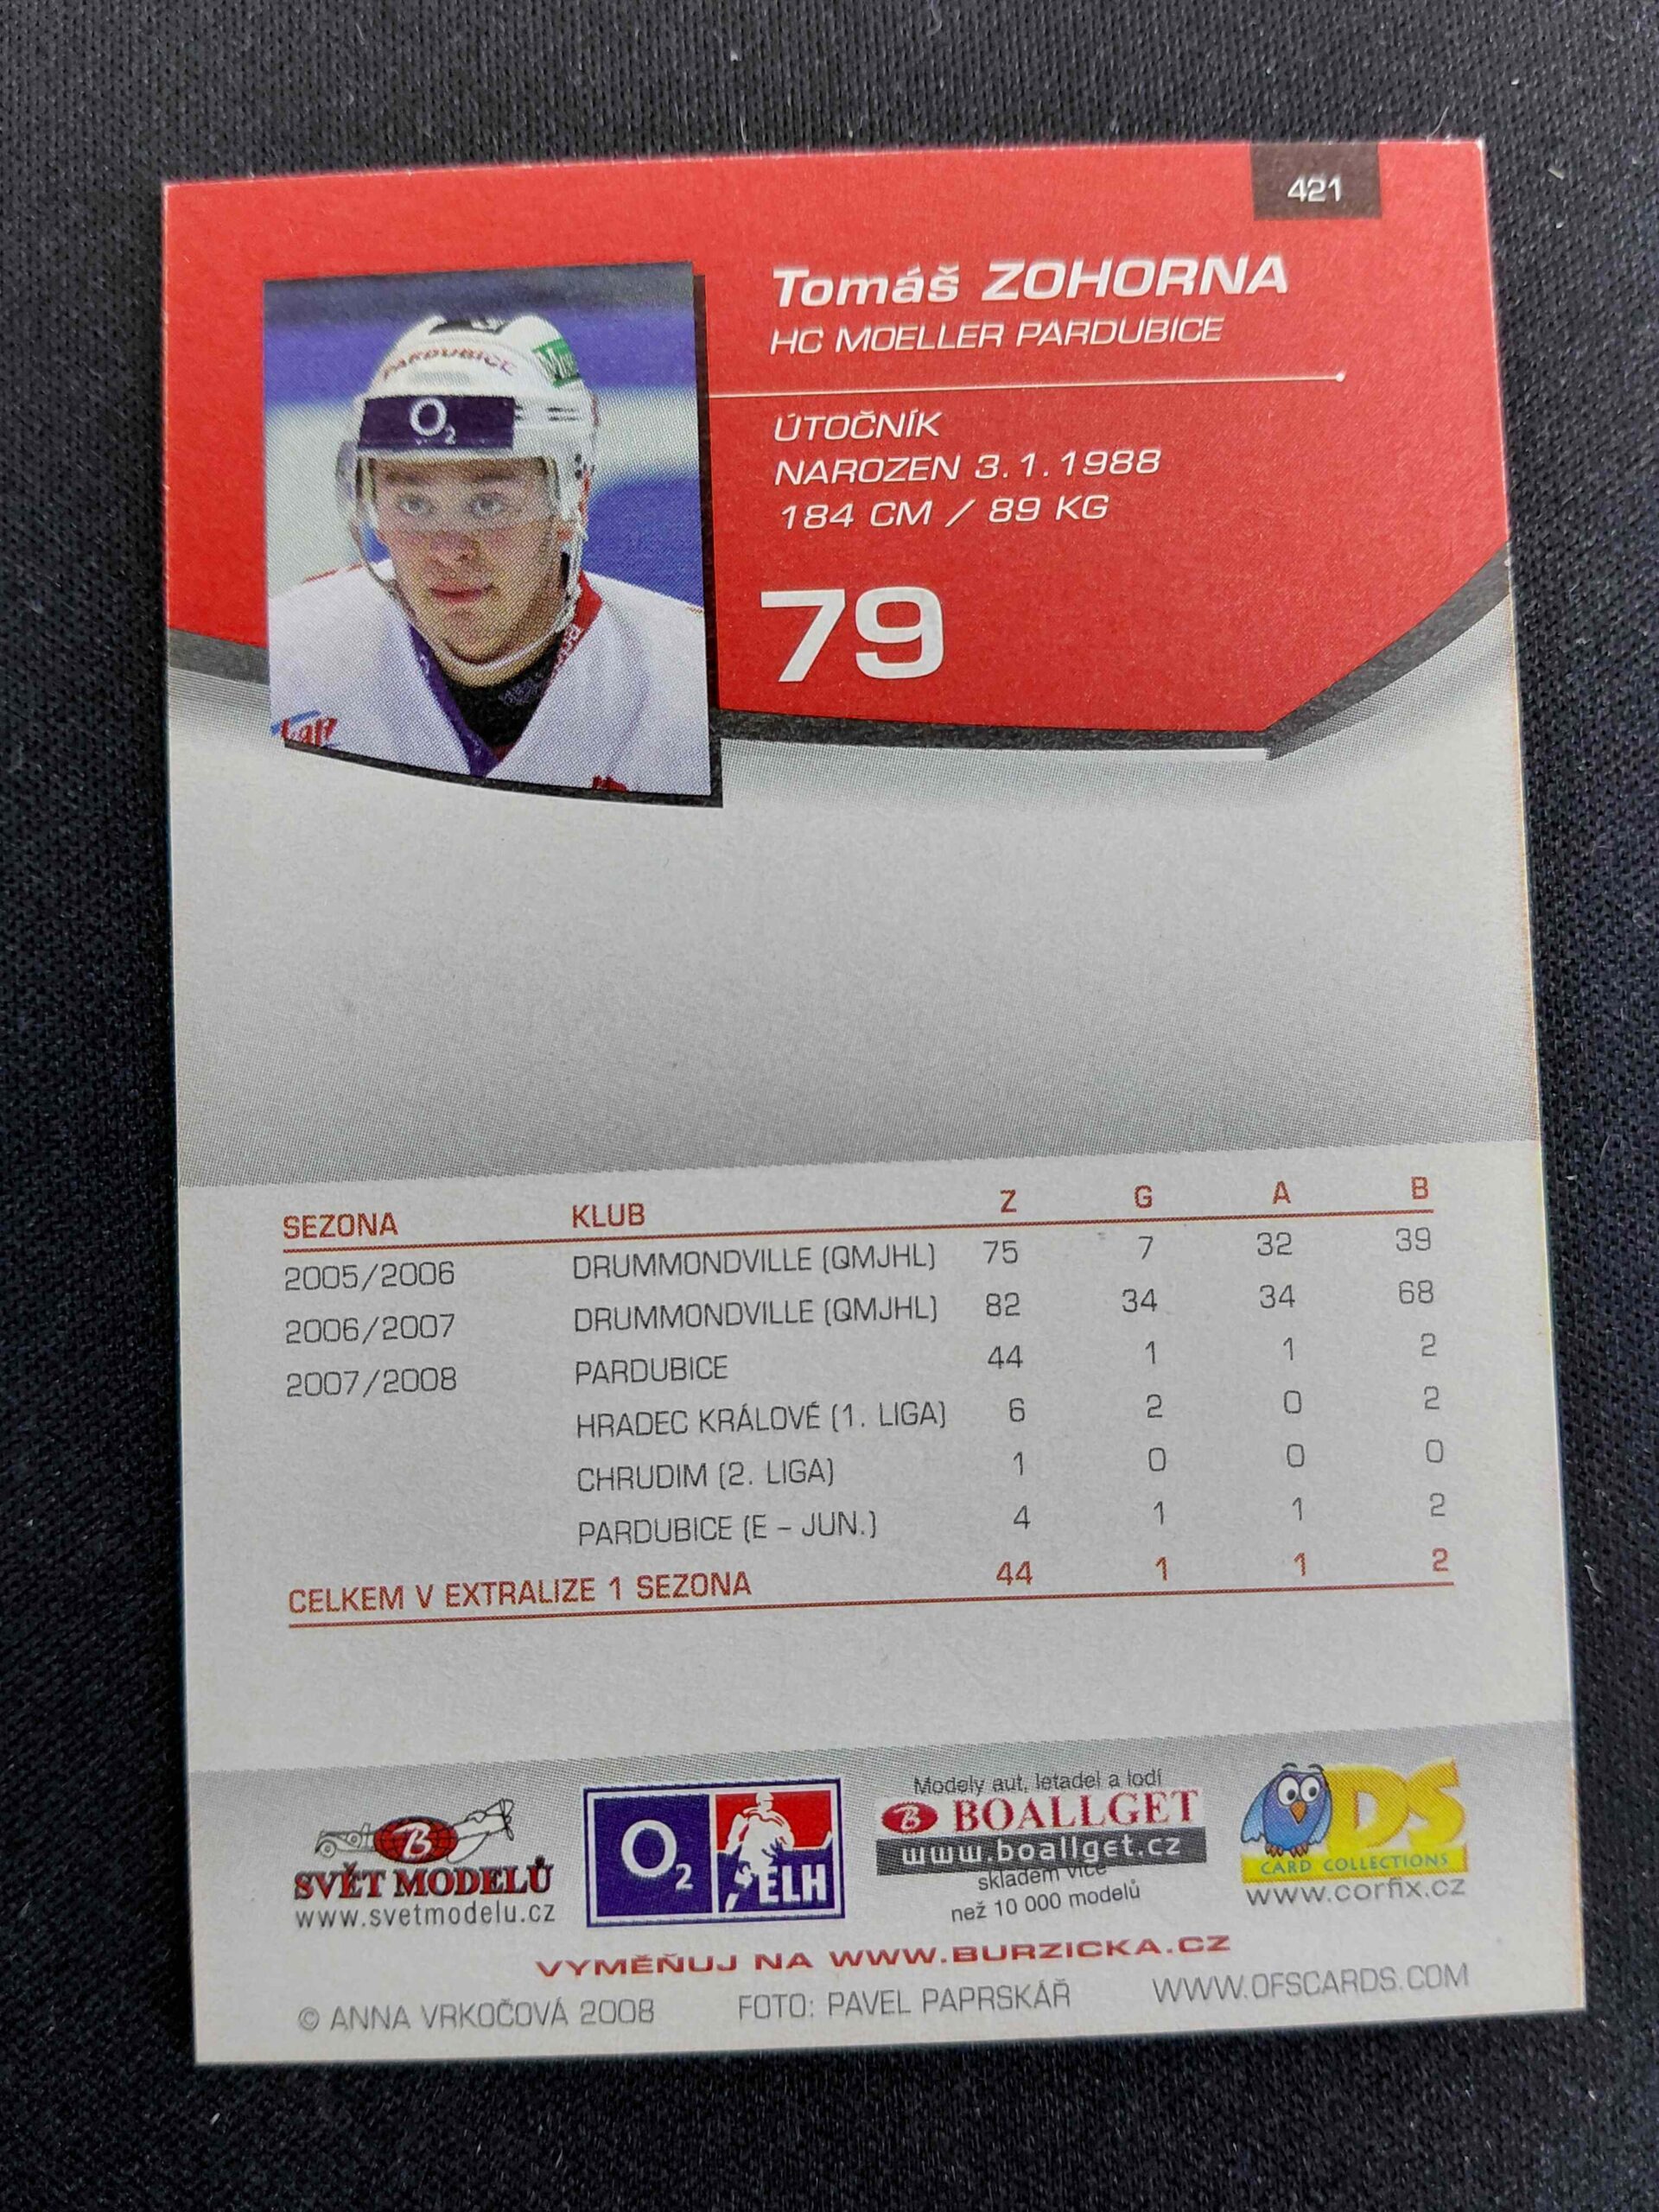 421
Tomáš ZOHORNA
HC MOELLER PARDUBICE
ÚTOČNÍK
NAROZEN 3.1.1988
184 CM / 89 KG
79
PARDUBICE
O2
SEZONA KLUB Z G A B
2005/2006 DRUMMONDVILLE (QMJHL) 75 7 32 39
2006/2007 DRUMMONDVILLE (QMJHL) 82 34 34 68
2007/2008 PARDUBICE 44 1 1 2
HRADEC KRÁLOVÉ (1. LIGA) 6 2 0 2
CHRUDIM (2. LIGA) 1 0 0 0
PARDUBICE (E – JUN.) 4 1 1 2
CELKEM V EXTRALIZE 1 SEZONA 44 1 1 2
B
SVĚT MODELŮ
www.svetmodelu.cz
O2 ELH
Modely aut, letadel a lodí
B BOALLGET
www.boallget.cz
skladem více
než 10 000 modelů
DS
CARD COLLECTIONS
www.corfix.cz
VYMĚŇUJ NA WWW.BURZICKA.CZ
© ANNA VRKOČOVÁ 2008 FOTO: PAVEL PAPRSKÁŘ WWW.OFSCARDS.COM